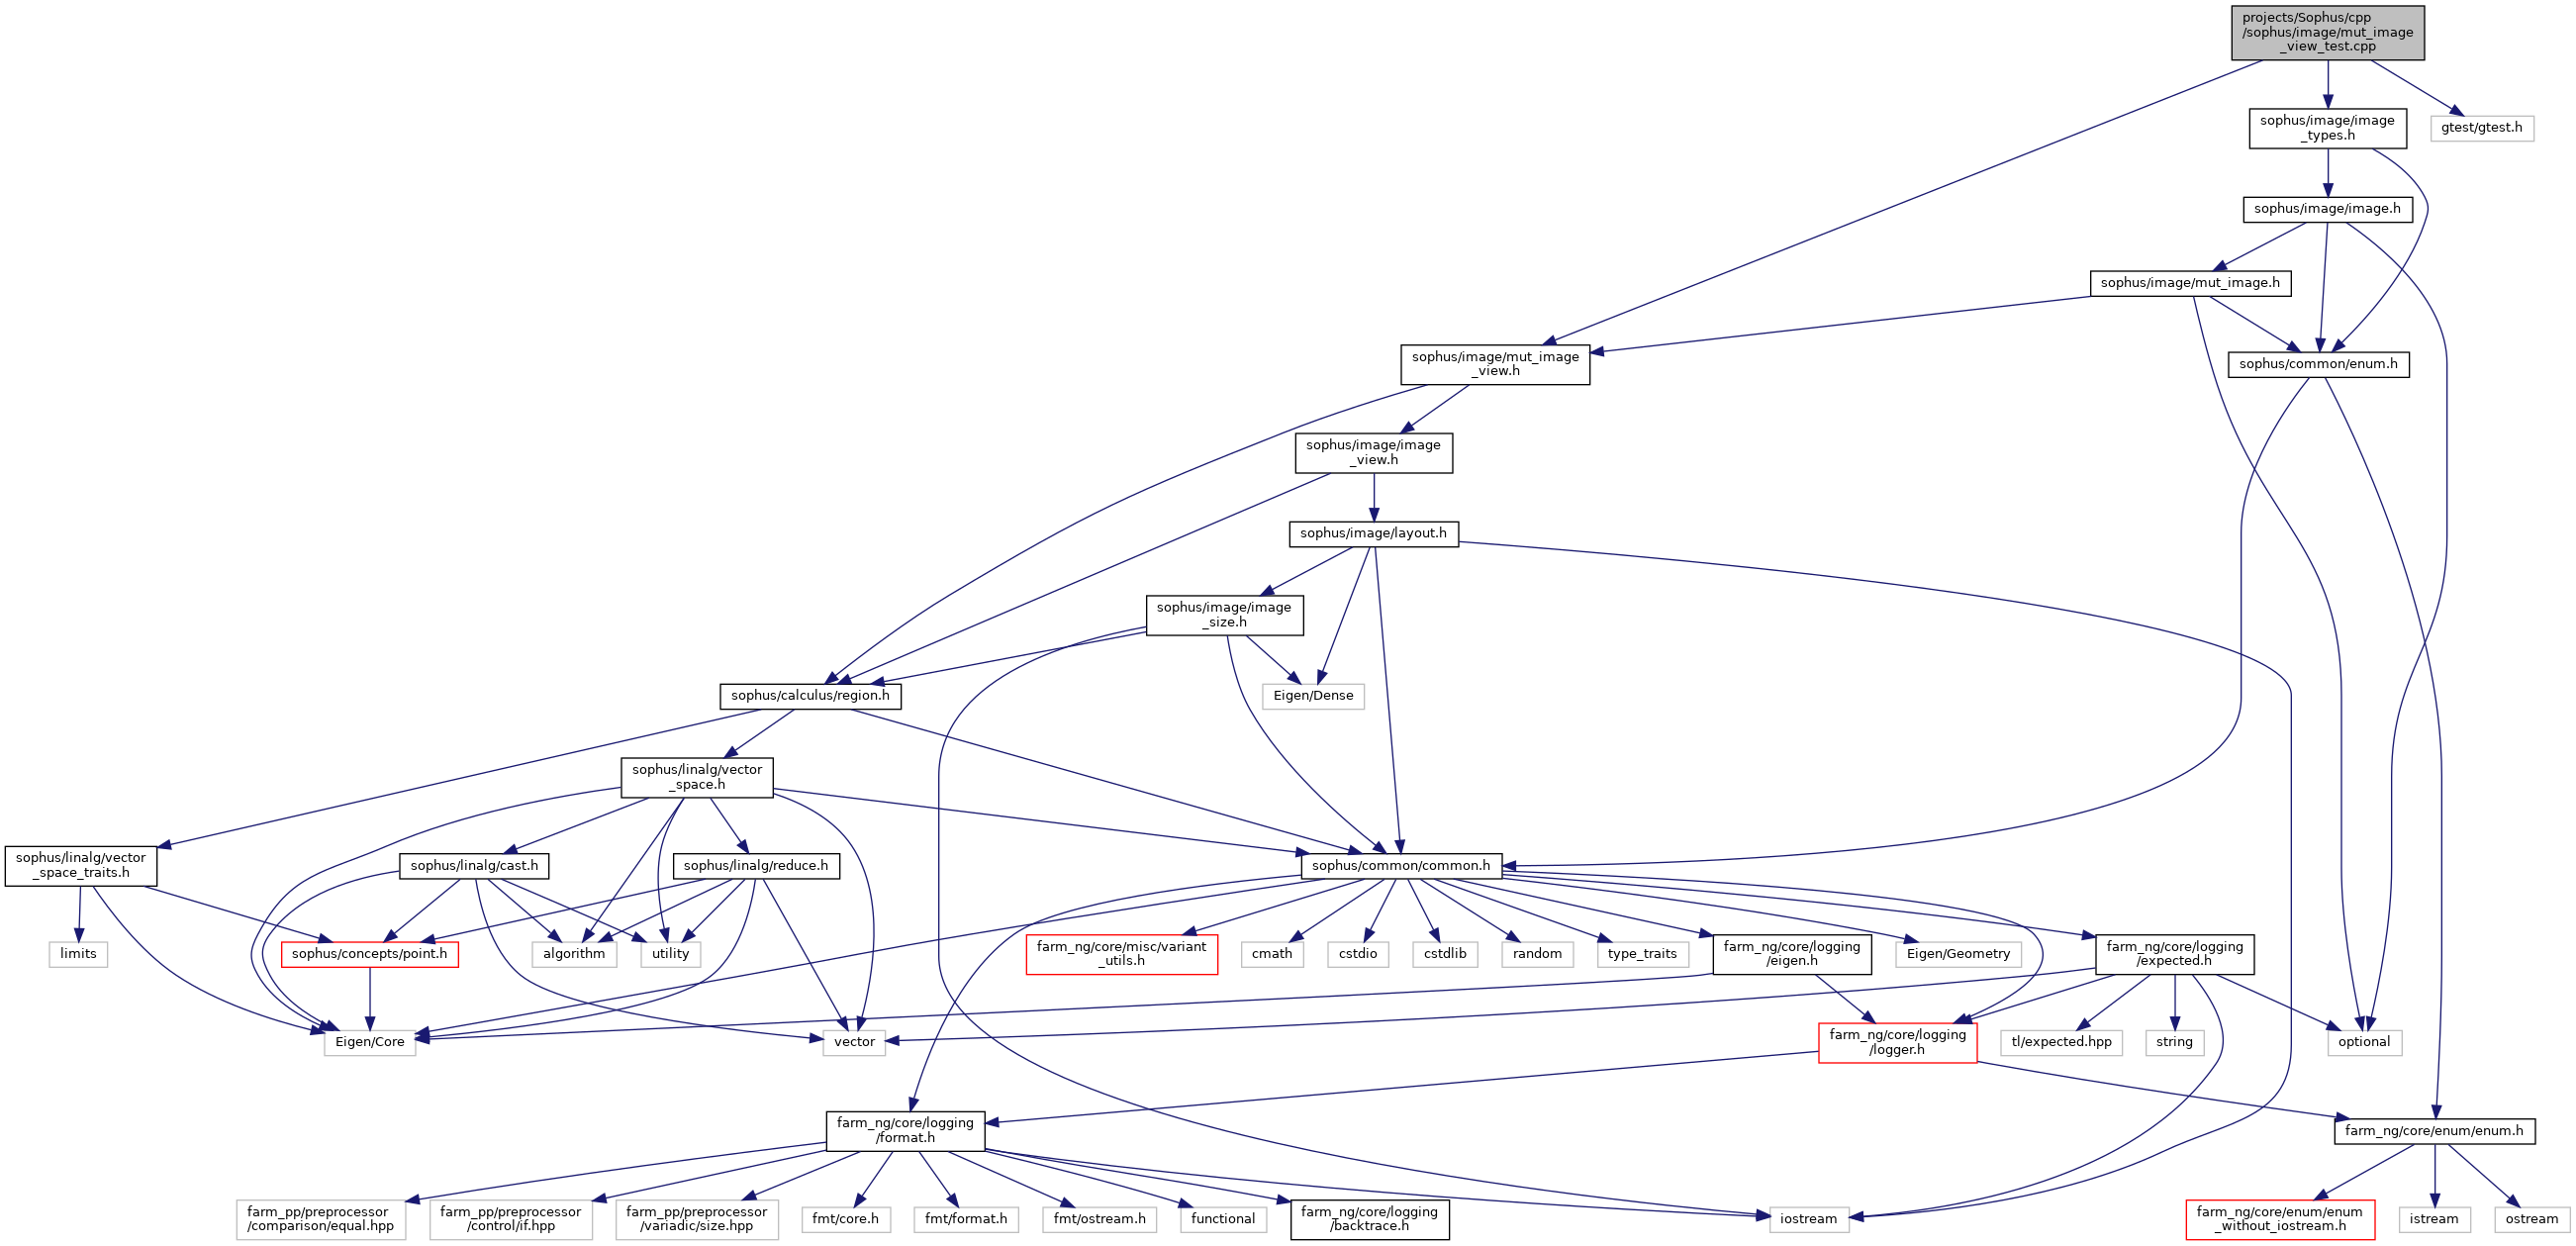 projects/Sophus/cpp
/sophus/image/mut_image
_view_test.cpp
sophus/image/image
_types.h
gtest/gtest.h
sophus/image/image.h
sophus/image/mut_image.h
sophus/image/mut_image
_view.h
sophus/common/enum.h
sophus/image/image
_view.h
sophus/image/layout.h
sophus/image/image
_size.h
sophus/calculus/region.h
Eigen/Dense
sophus/linalg/vector
_space.h
sophus/linalg/vector
_space_traits.h
sophus/linalg/cast.h
sophus/linalg/reduce.h
sophus/common/common.h
limits
sophus/concepts/point.h
algorithm
utility
farm_ng/core/misc/variant
_utils.h
cmath
cstdio
cstdlib
random
type_traits
farm_ng/core/logging
/eigen.h
Eigen/Geometry
farm_ng/core/logging
/expected.h
Eigen/Core
vector
farm_ng/core/logging
/logger.h
tl/expected.hpp
string
optional
farm_ng/core/logging
/format.h
farm_ng/core/enum/enum.h
farm_pp/preprocessor
/comparison/equal.hpp
farm_pp/preprocessor
/control/if.hpp
farm_pp/preprocessor
/variadic/size.hpp
fmt/core.h
fmt/format.h
fmt/ostream.h
functional
farm_ng/core/logging
/backtrace.h
iostream
farm_ng/core/enum/enum
_without_iostream.h
istream
ostream